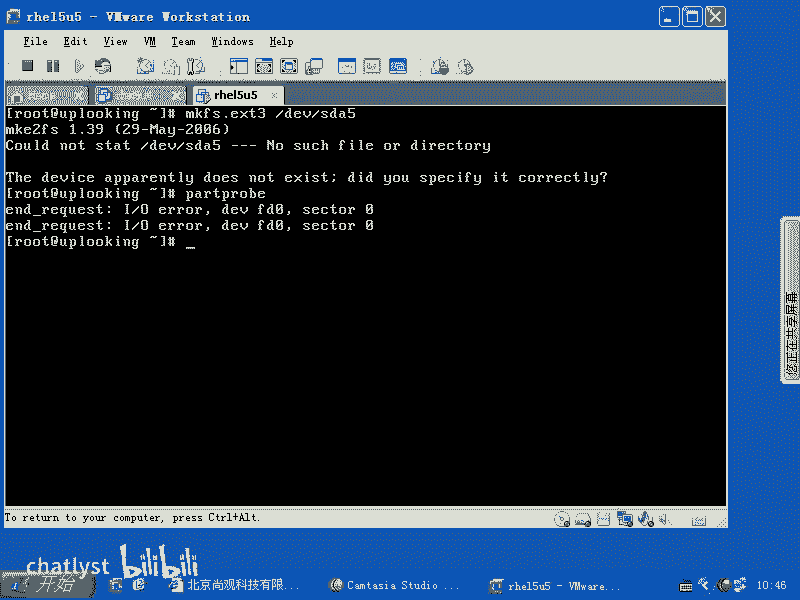 rhel5u5 - VMware Workstation
File Edit View VM Team Windows Help
rhel5u5
[root@uplooking ~]# mkfs.ext3 /dev/sda5
mke2fs 1.39 (29-May-2006)
Could not stat /dev/sda5 --- No such file or directory
The device apparently does not exist; did you specify it correctly?
[root@uplooking ~]# partprobe
end_request: I/O error, dev fd0, sector 0
end_request: I/O error, dev fd0, sector 0
[root@uplooking ~]# _
您正在共享屏幕
To return to your computer, press Ctrl+Alt.
chatlyst bilibili
开始 北京尚观科技有限... Camtasia Studio ... rhel5u5 - VMware... 10:46